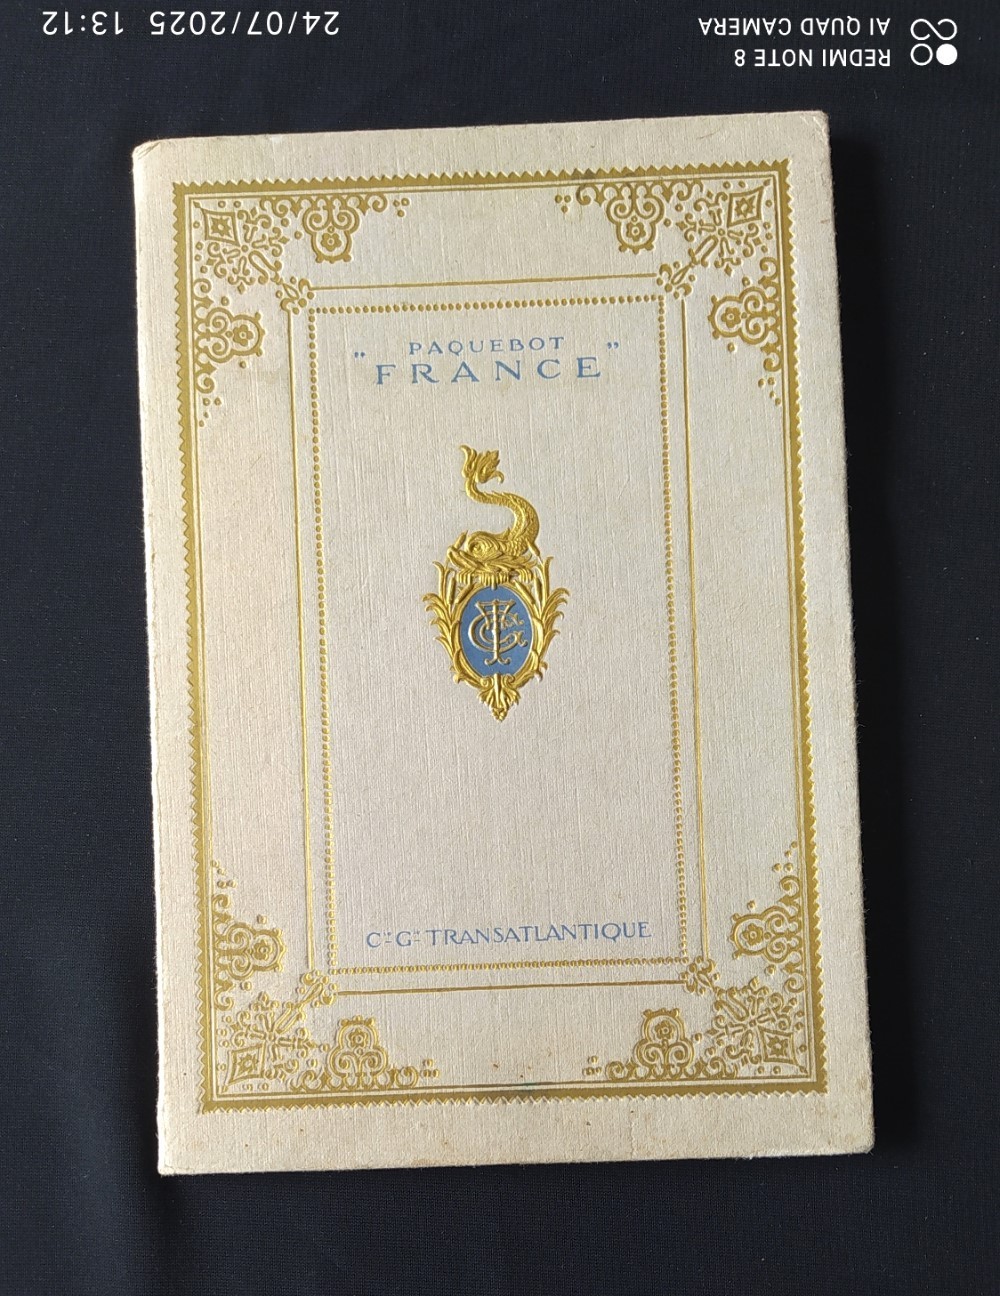 24/07/2025 13:12
REDMI NOTE 8
AI QUAD CAMERA
PAQUEBOT
" FRANCE "
Cⁱᵉ Gˡᵉ TRANSATLANTIQUE